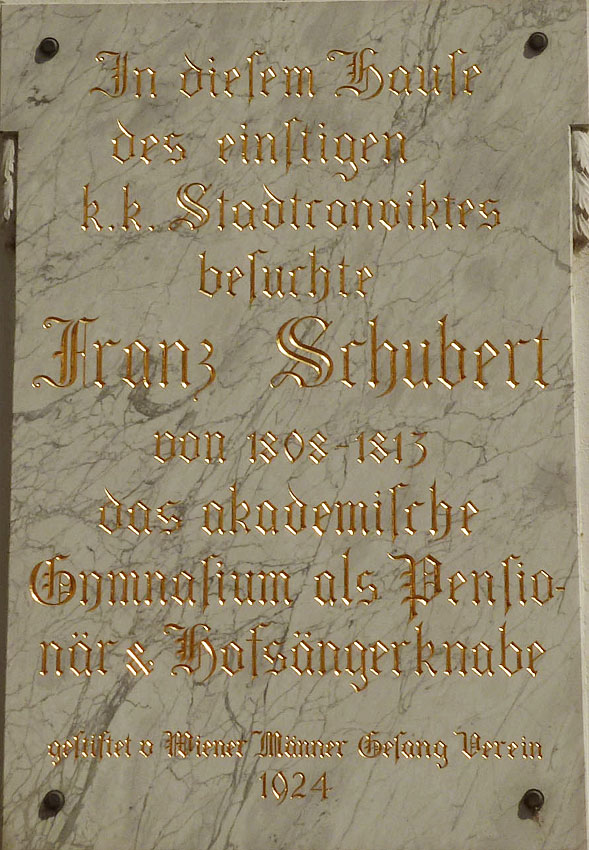 In diesem Hause
des einstigen
k.k. Stadtconviktes
besuchte
Franz Schubert
von 1808-1813
das akademische
Gymnasium als Pensio-
när & Hofsängerknabe
gestiftet v Wiener Männer Gesang Verein
1924